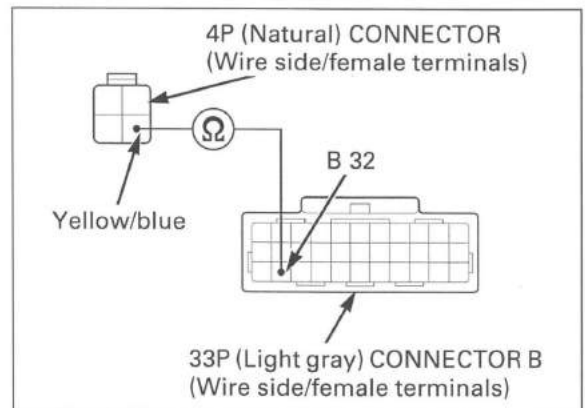 4P (Natural) CONNECTOR
(Wire side/female terminals)
Ω
B 32
Yellow/blue
33P (Light gray) CONNECTOR B
(Wire side/female terminals)